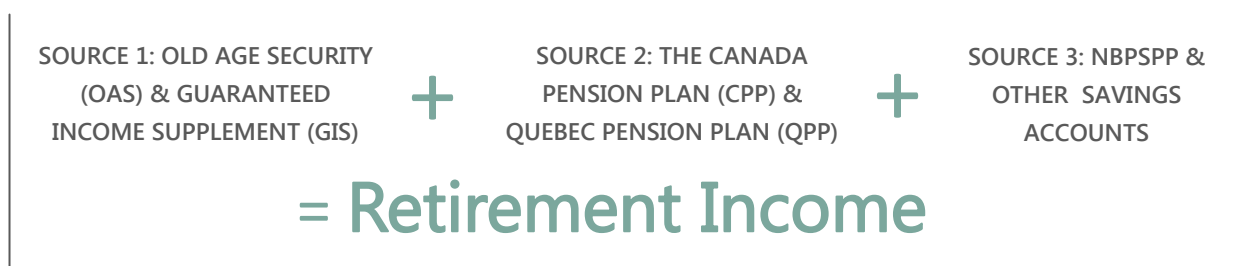 SOURCE 1: OLD AGE SECURITY
(OAS) & GUARANTEED
INCOME SUPPLEMENT (GIS)
+
SOURCE 2: THE CANADA
PENSION PLAN (CPP) &
QUEBEC PENSION PLAN (QPP)
+
SOURCE 3: NBPSPP &
OTHER SAVINGS
ACCOUNTS
= Retirement Income